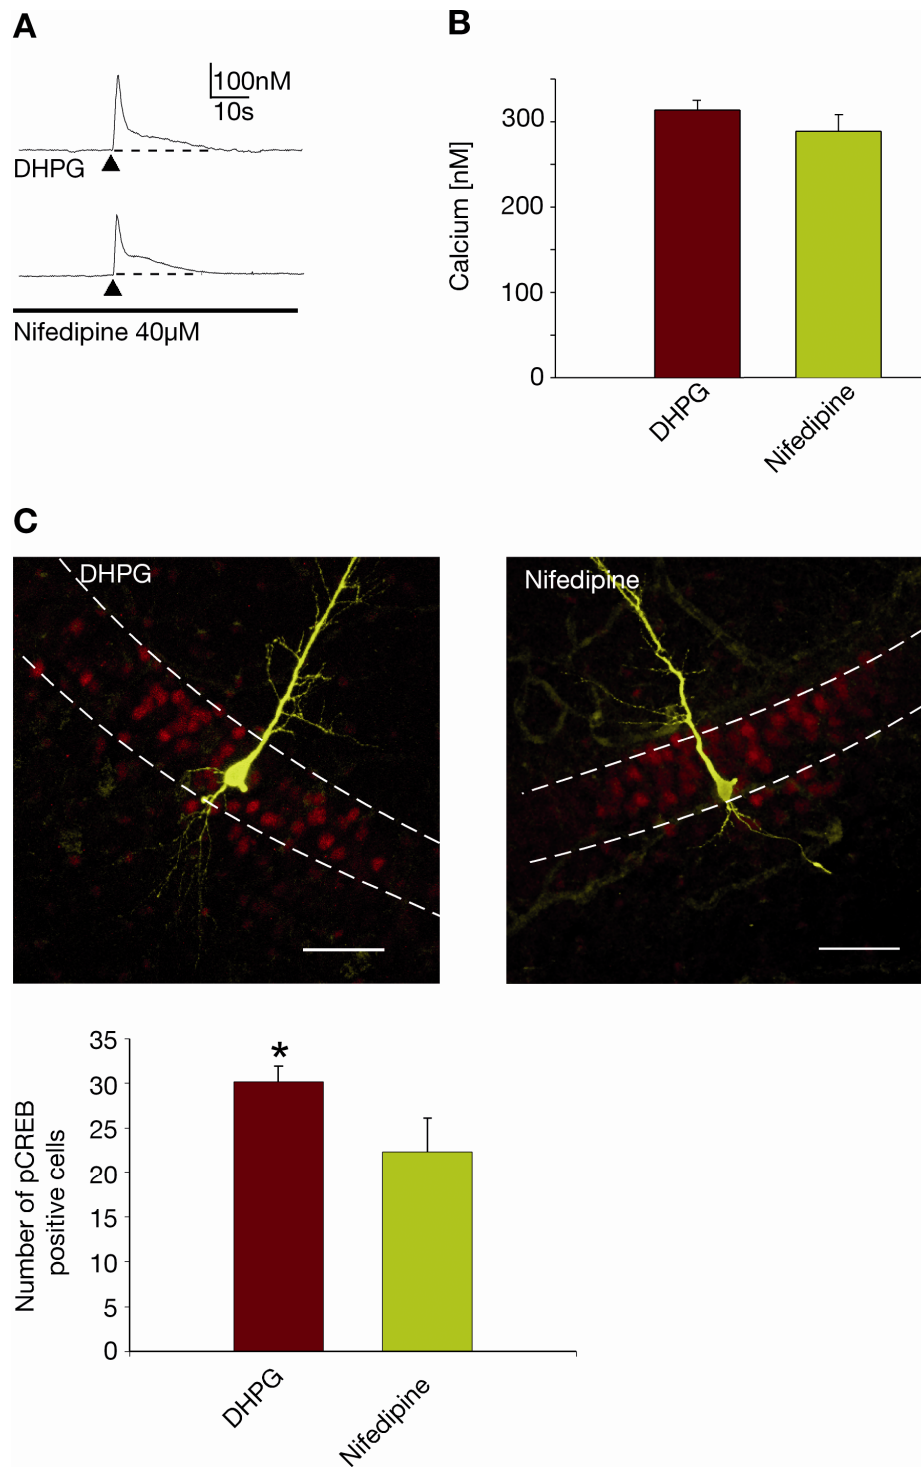 A
100nM
10s
DHPG
Nifedipine 40µM
B
Calcium [nM]
300
200
100
0
DHPG
Nifedipine
C
DHPG
Nifedipine
Number of pCREB
positive cells
35
30
25
20
15
10
5
0
*
DHPG
Nifedipine